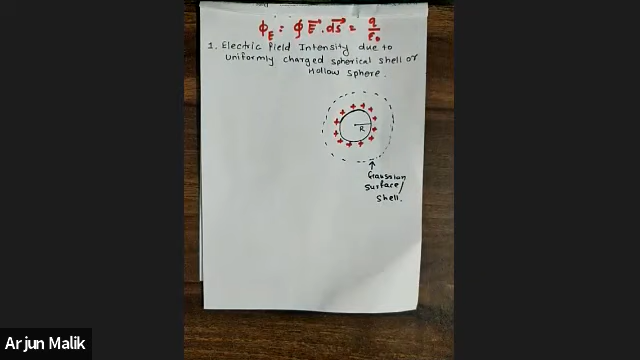 ϕE = ∮ E⃗ . ds⃗ = q/ε0
1. Electric field Intensity due to
Uniformly charged spherical shell or
Hollow sphere.
R
Gaussian
Surface/
shell.
Arjun Malik